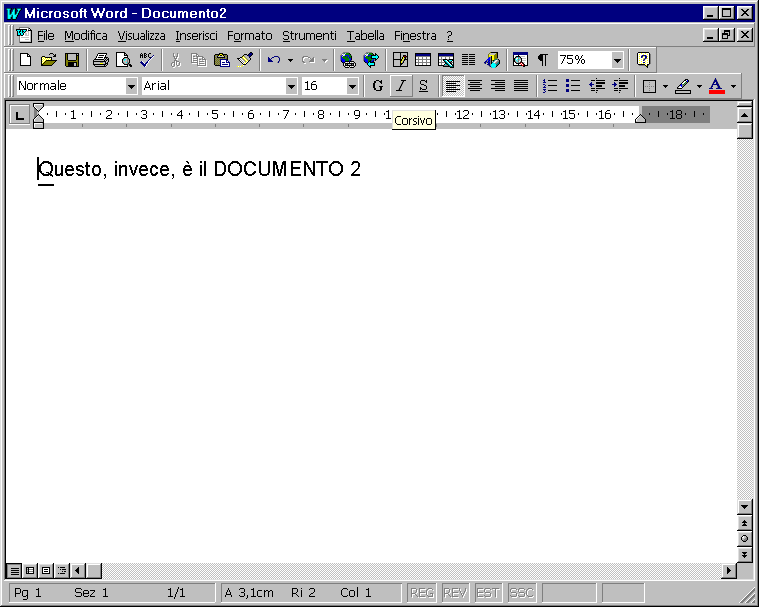 Microsoft Word - Documento2
File Modifica Visualizza Inserisci Formato Strumenti Tabella Finestra ?
75%
Normale Arial 16 G I S
1 2 3 4 5 6 7 8 9 1 12 13 14 15 16 18
Corsivo
Questo, invece, è il DOCUMENTO 2
Pg 1 Sez 1 1/1 A 3,1cm Ri 2 Col 1 REG REV EST SSC